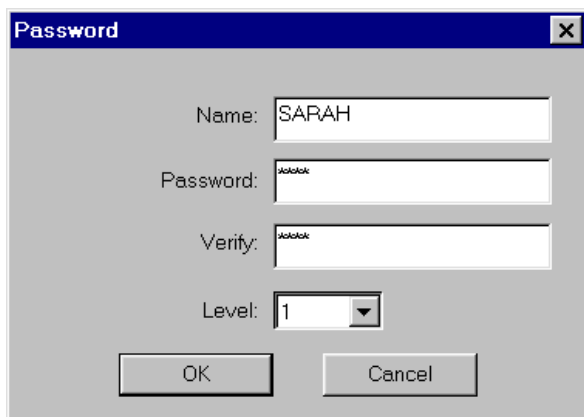 Password
Name: SARAH
Password: ****
Verify: ****
Level: 1
OK Cancel